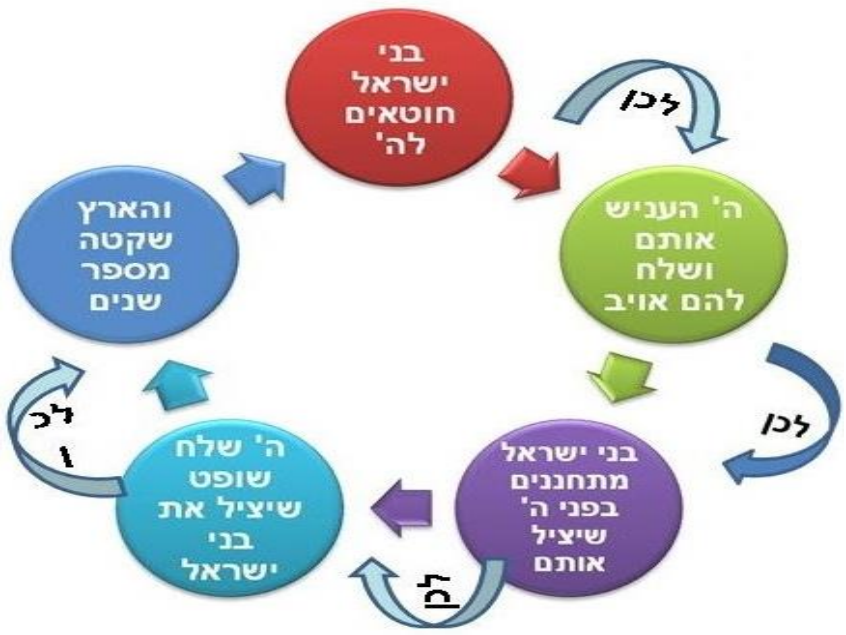 בני
ישראל
חוטאים
לה'
לכן
ה' העניש
אותם
ושלח
להם אויב
לכן
בני ישראל
מתחננים
בפני ה'
שיציל
אותם
לכן
ה' שלח
שופט
שיציל את
בני
ישראל
לכ
ן
והארץ
שקטה
מספר
שנים